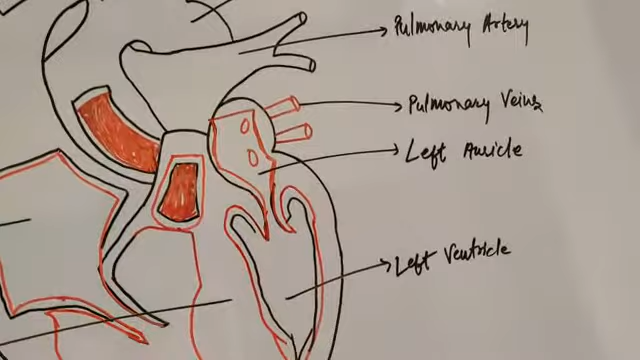 Pulmonary Artery
Pulmonary Veins
Left Auricle
Left Ventricle